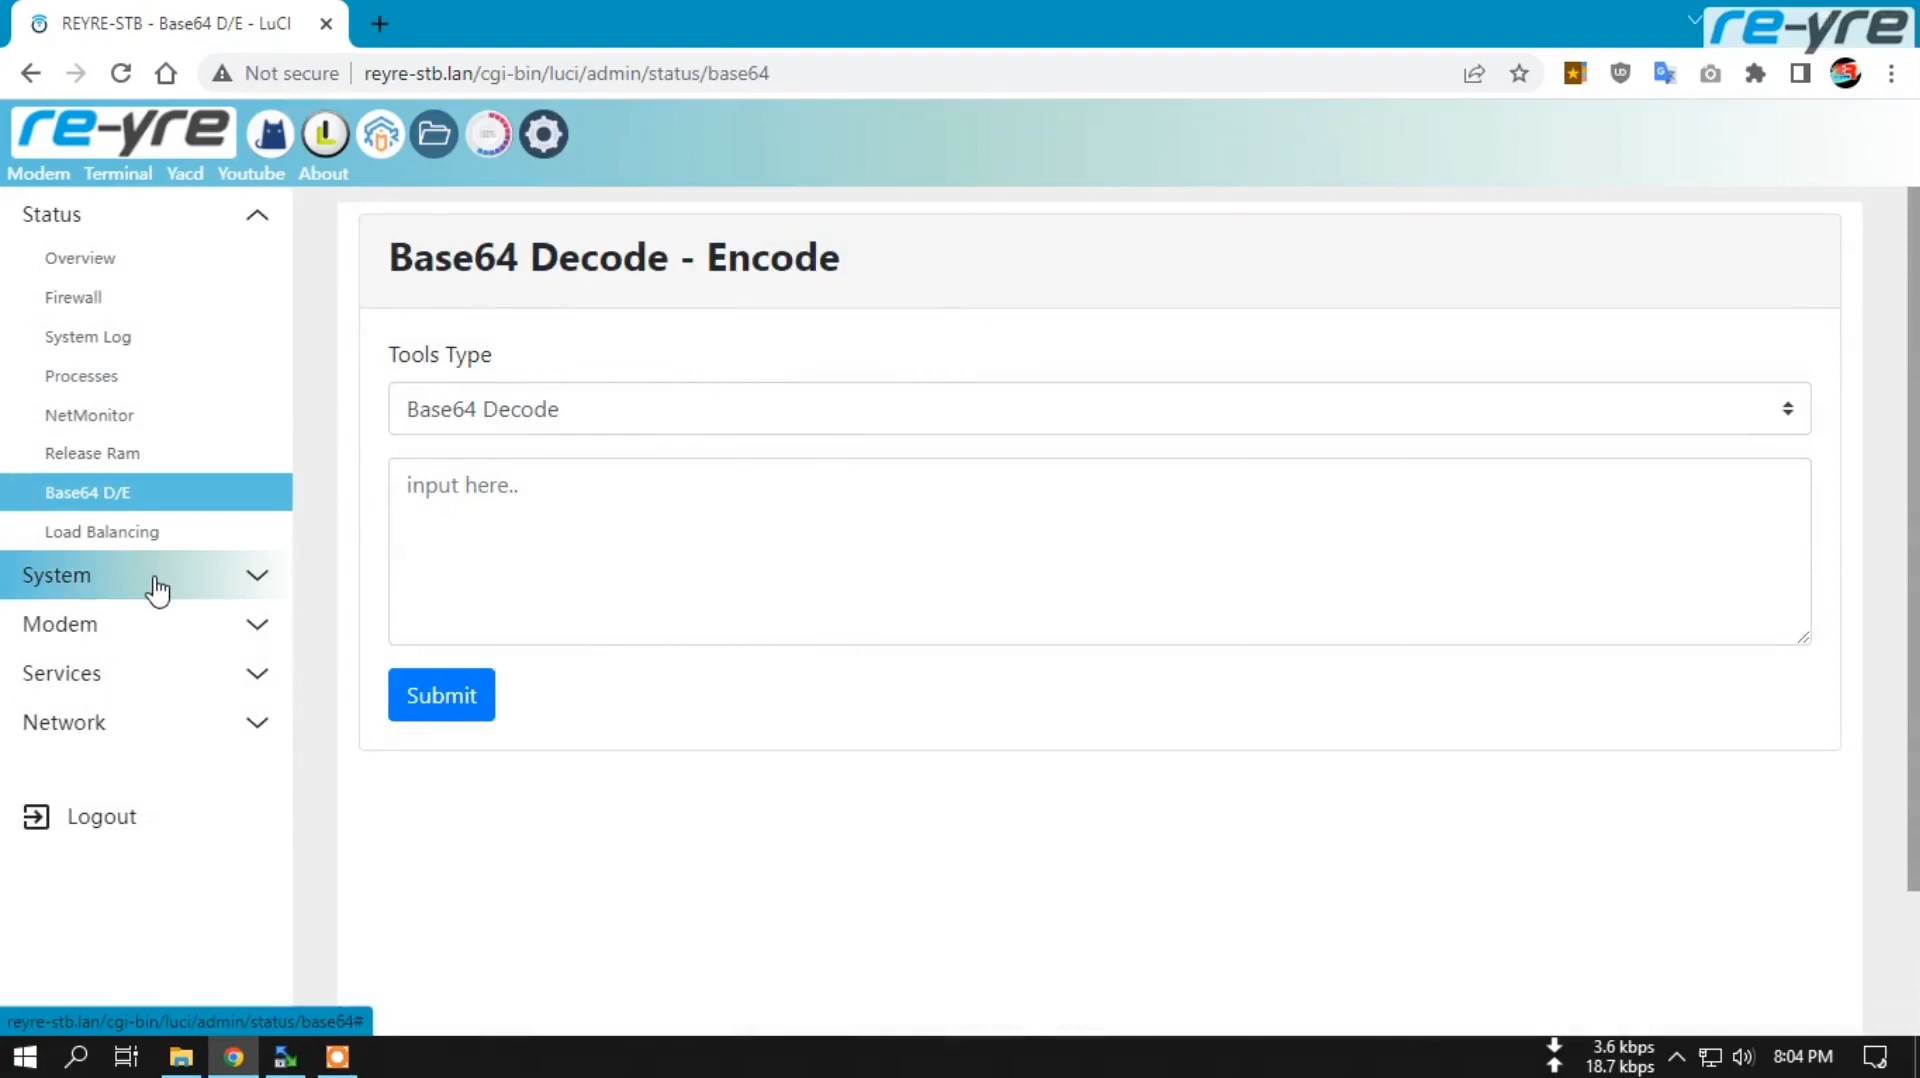 REYRE-STB - Base64 D/E - LuCI
re-yre
Not secure
reyre-stb.lan/cgi-bin/luci/admin/status/base64
re-yre
Modem
Terminal
Yacd
Youtube
About
Status
Overview
Firewall
System Log
Processes
NetMonitor
Release Ram
Base64 D/E
Load Balancing
System
Modem
Services
Network
Logout
Base64 Decode - Encode
Tools Type
Base64 Decode
input here..
Submit
reyre-stb.lan/cgi-bin/luci/admin/status/base64#
3.6 kbps
18.7 kbps
8:04 PM